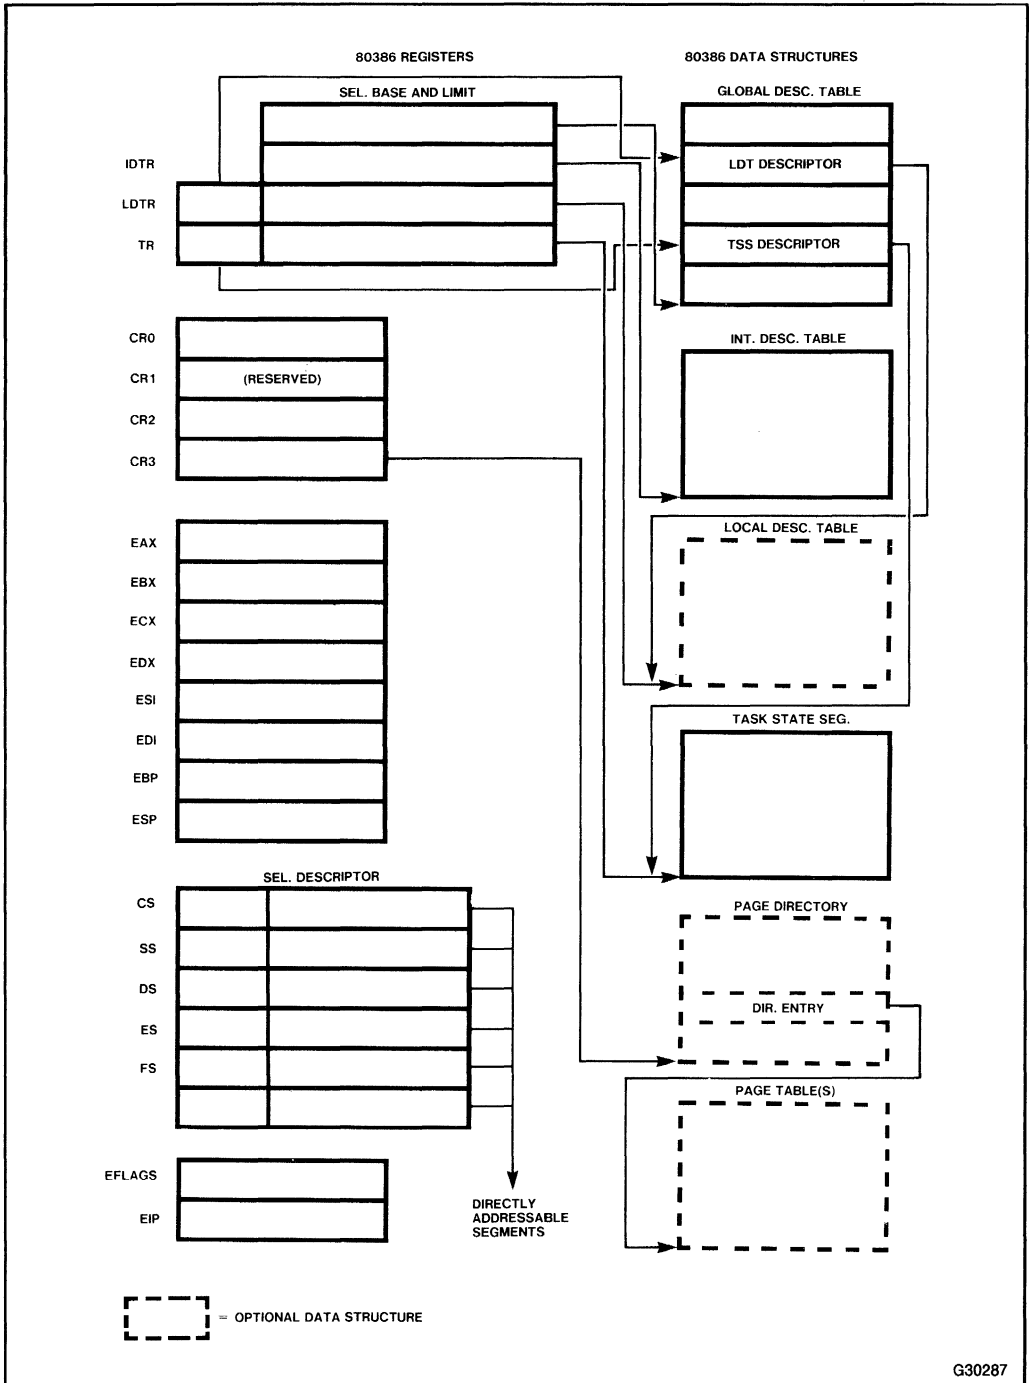 80386 REGISTERS
80386 DATA STRUCTURES
SEL. BASE AND LIMIT
GLOBAL DESC. TABLE
IDTR
LDT DESCRIPTOR
LDTR
TR
TSS DESCRIPTOR
CR0
INT. DESC. TABLE
CR1
(RESERVED)
CR2
CR3
LOCAL DESC. TABLE
EAX
EBX
ECX
EDX
ESI
EDI
EBP
ESP
TASK STATE SEG.
SEL. DESCRIPTOR
CS
SS
DS
ES
FS
PAGE DIRECTORY
DIR. ENTRY
PAGE TABLE(S)
EFLAGS
EIP
DIRECTLY
ADDRESSABLE
SEGMENTS
= OPTIONAL DATA STRUCTURE
G30287